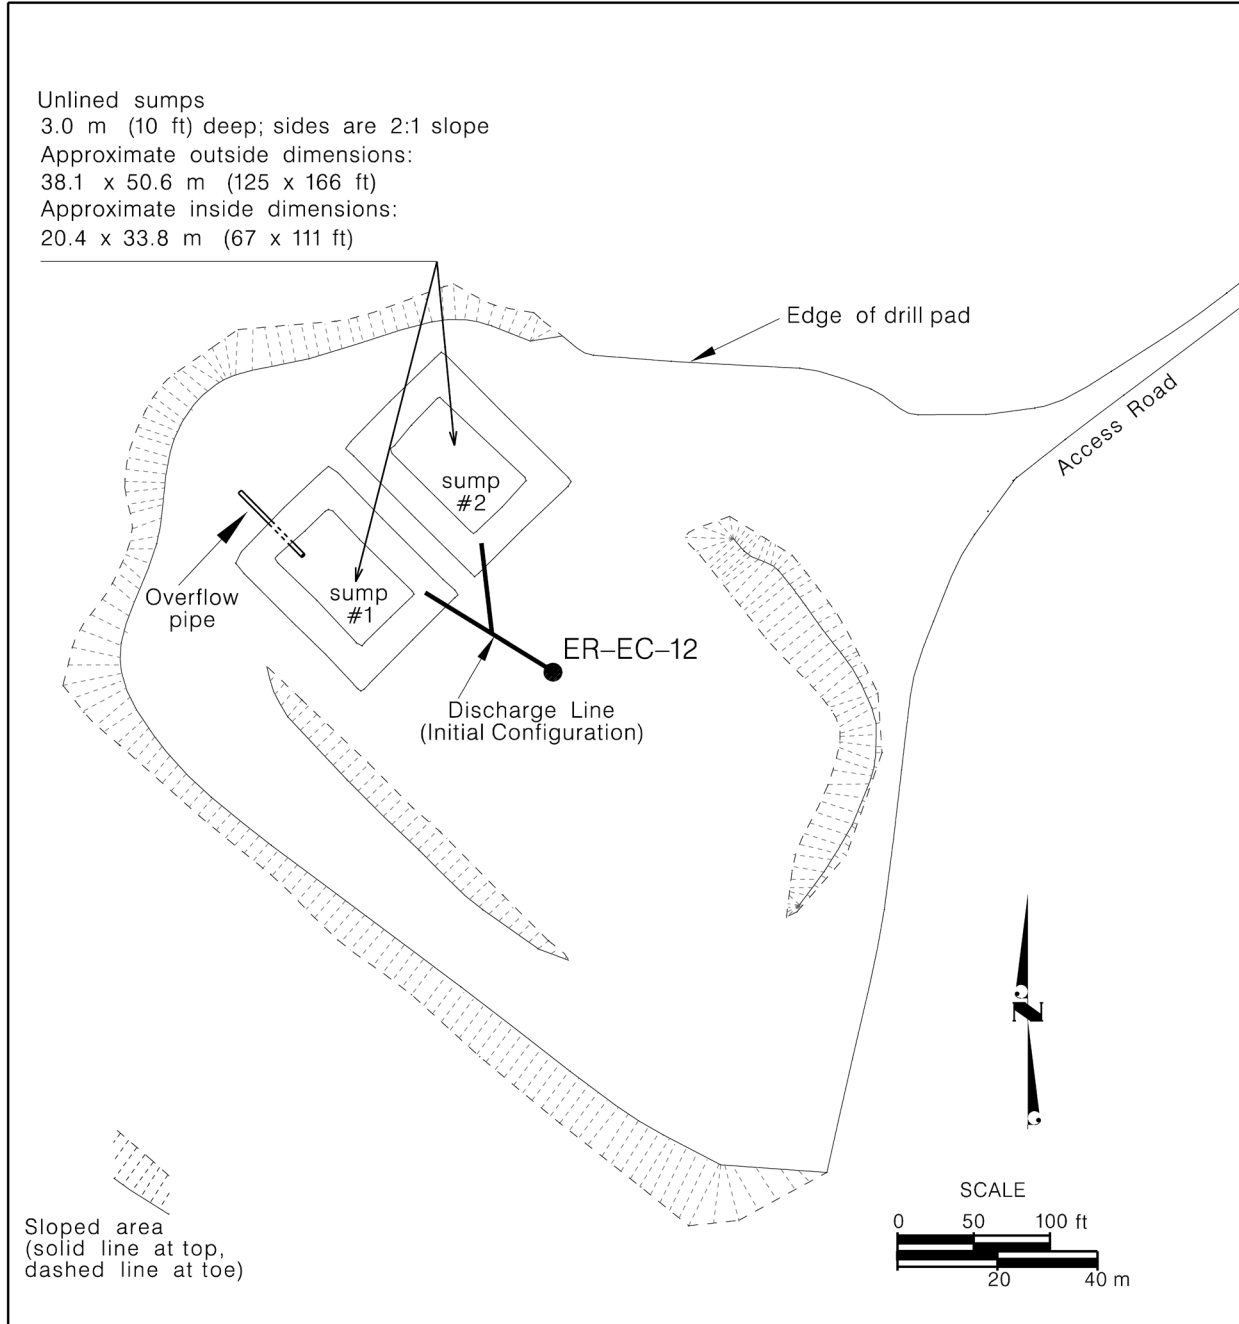 Unlined sumps
3.0 m (10 ft) deep; sides are 2:1 slope
Approximate outside dimensions:
38.1 x 50.6 m (125 x 166 ft)
Approximate inside dimensions:
20.4 x 33.8 m (67 x 111 ft)
Edge of drill pad
Access Road
sump
#2
Overflow
pipe
sump
#1
ER–EC–12
Discharge Line
(Initial Configuration)
N
Sloped area
(solid line at top,
dashed line at toe)
SCALE
0 50 100 ft
20 40 m